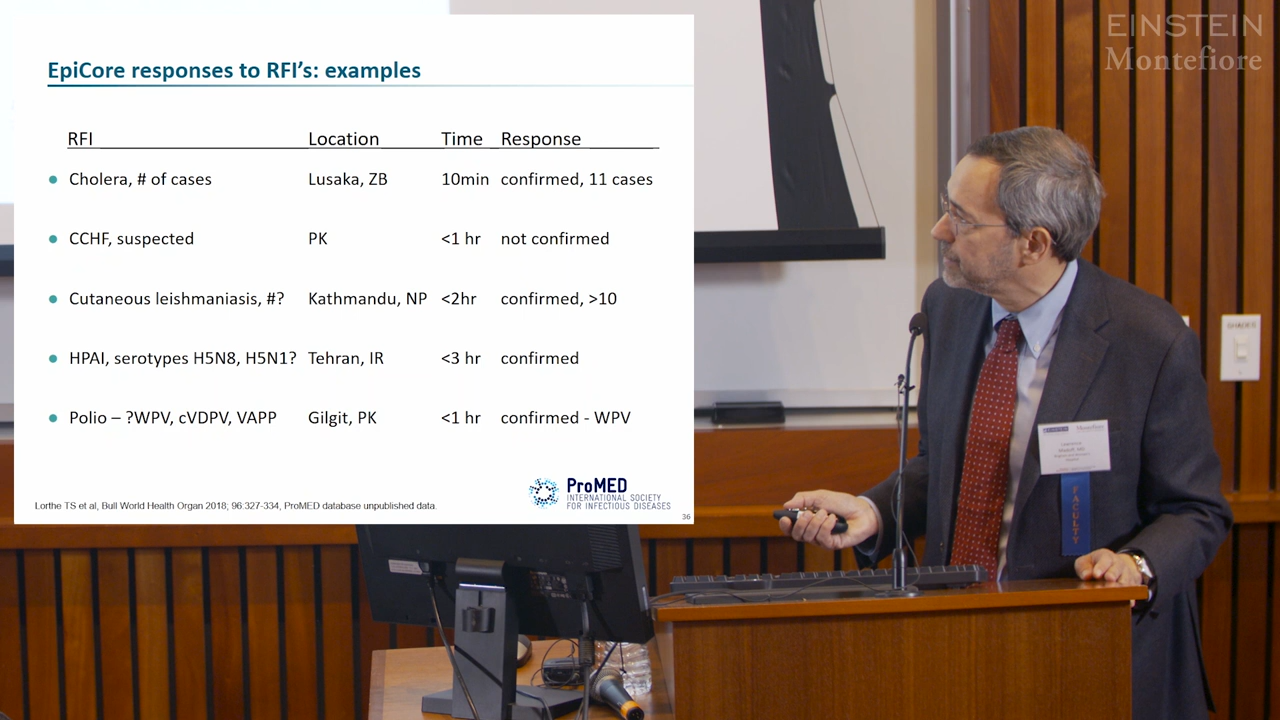 EINSTEIN
Montefiore
EpiCore responses to RFI's: examples
RFI Location Time Response
Cholera, # of cases Lusaka, ZB 10min confirmed, 11 cases
CCHF, suspected PK <1 hr not confirmed
Cutaneous leishmaniasis, #? Kathmandu, NP <2hr confirmed, >10
HPAI, serotypes H5N8, H5N1? Tehran, IR <3 hr confirmed
Polio – ?WPV, cVDPV, VAPP Gilgit, PK <1 hr confirmed - WPV
ProMED
INTERNATIONAL SOCIETY
FOR INFECTIOUS DISEASES
Lorthe TS et al, Bull World Health Organ 2018; 96:327-334, ProMED database unpublished data.
36
SHADES
Lawrence
FACULTY